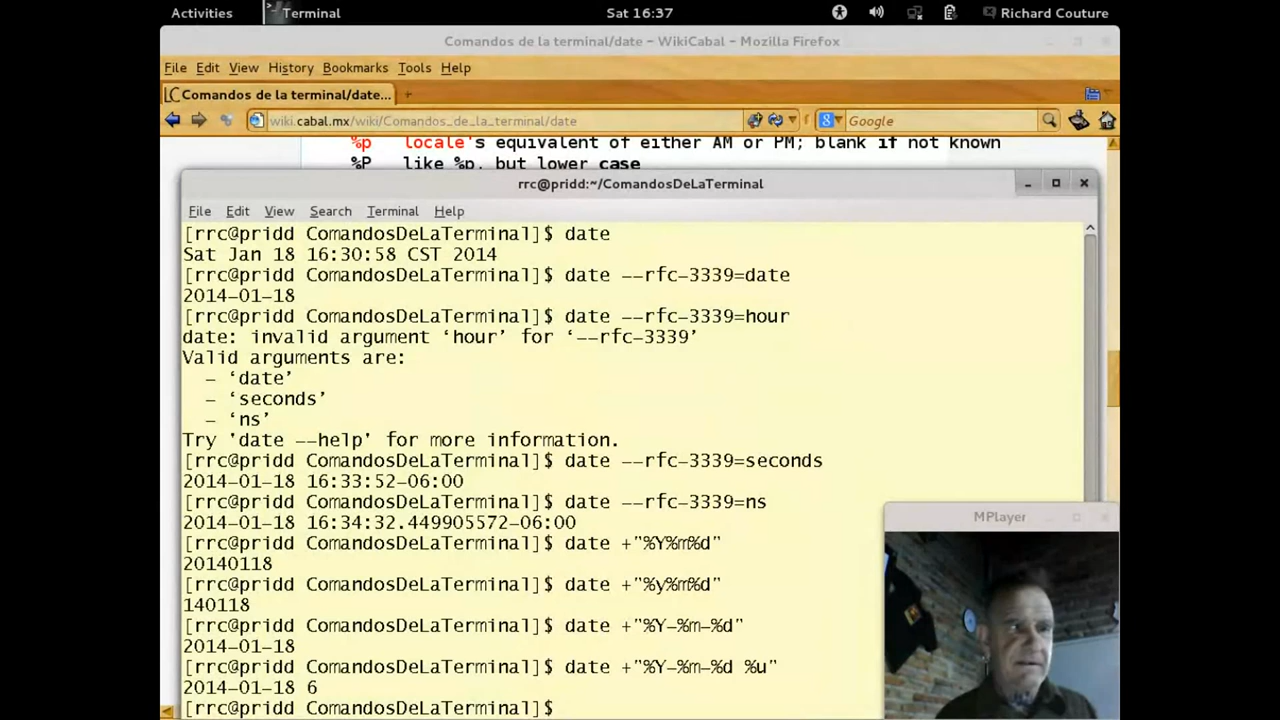 Activities Terminal Sat 16:37 Richard Couture
Comandos de la terminal/date - WikiCabal - Mozilla Firefox
File Edit View History Bookmarks Tools Help
Comandos de la terminal/date... +
wiki.cabal.mx/wiki/Comandos_de_la_terminal/date Google
%p locale's equivalent of either AM or PM; blank if not known
%P like %p, but lower case
rrc@pridd:~/ComandosDeLaTerminal
File Edit View Search Terminal Help
[rrc@pridd ComandosDeLaTerminal]$ date
Sat Jan 18 16:30:58 CST 2014
[rrc@pridd ComandosDeLaTerminal]$ date --rfc-3339=date
2014-01-18
[rrc@pridd ComandosDeLaTerminal]$ date --rfc-3339=hour
date: invalid argument ‘hour’ for ‘--rfc-3339’
Valid arguments are:
- ‘date’
- ‘seconds’
- ‘ns’
Try 'date --help' for more information.
[rrc@pridd ComandosDeLaTerminal]$ date --rfc-3339=seconds
2014-01-18 16:33:52-06:00
[rrc@pridd ComandosDeLaTerminal]$ date --rfc-3339=ns
2014-01-18 16:34:32.449905572-06:00
[rrc@pridd ComandosDeLaTerminal]$ date +"%Y%m%d"
20140118
[rrc@pridd ComandosDeLaTerminal]$ date +"%y%m%d"
140118
[rrc@pridd ComandosDeLaTerminal]$ date +"%Y-%m-%d"
2014-01-18
[rrc@pridd ComandosDeLaTerminal]$ date +"%Y-%m-%d %u"
2014-01-18 6
[rrc@pridd ComandosDeLaTerminal]$
MPlayer